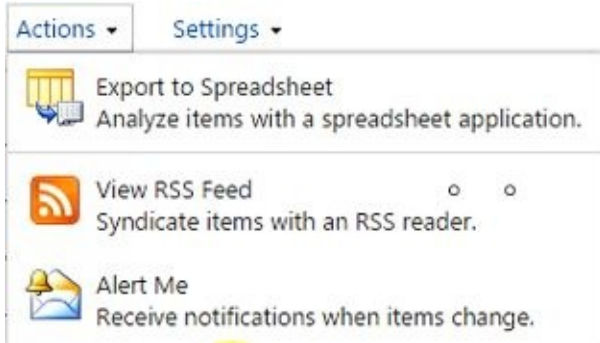 Actions Settings
Export to Spreadsheet
Analyze items with a spreadsheet application.
View RSS Feed
Syndicate items with an RSS reader.
Alert Me
Receive notifications when items change.